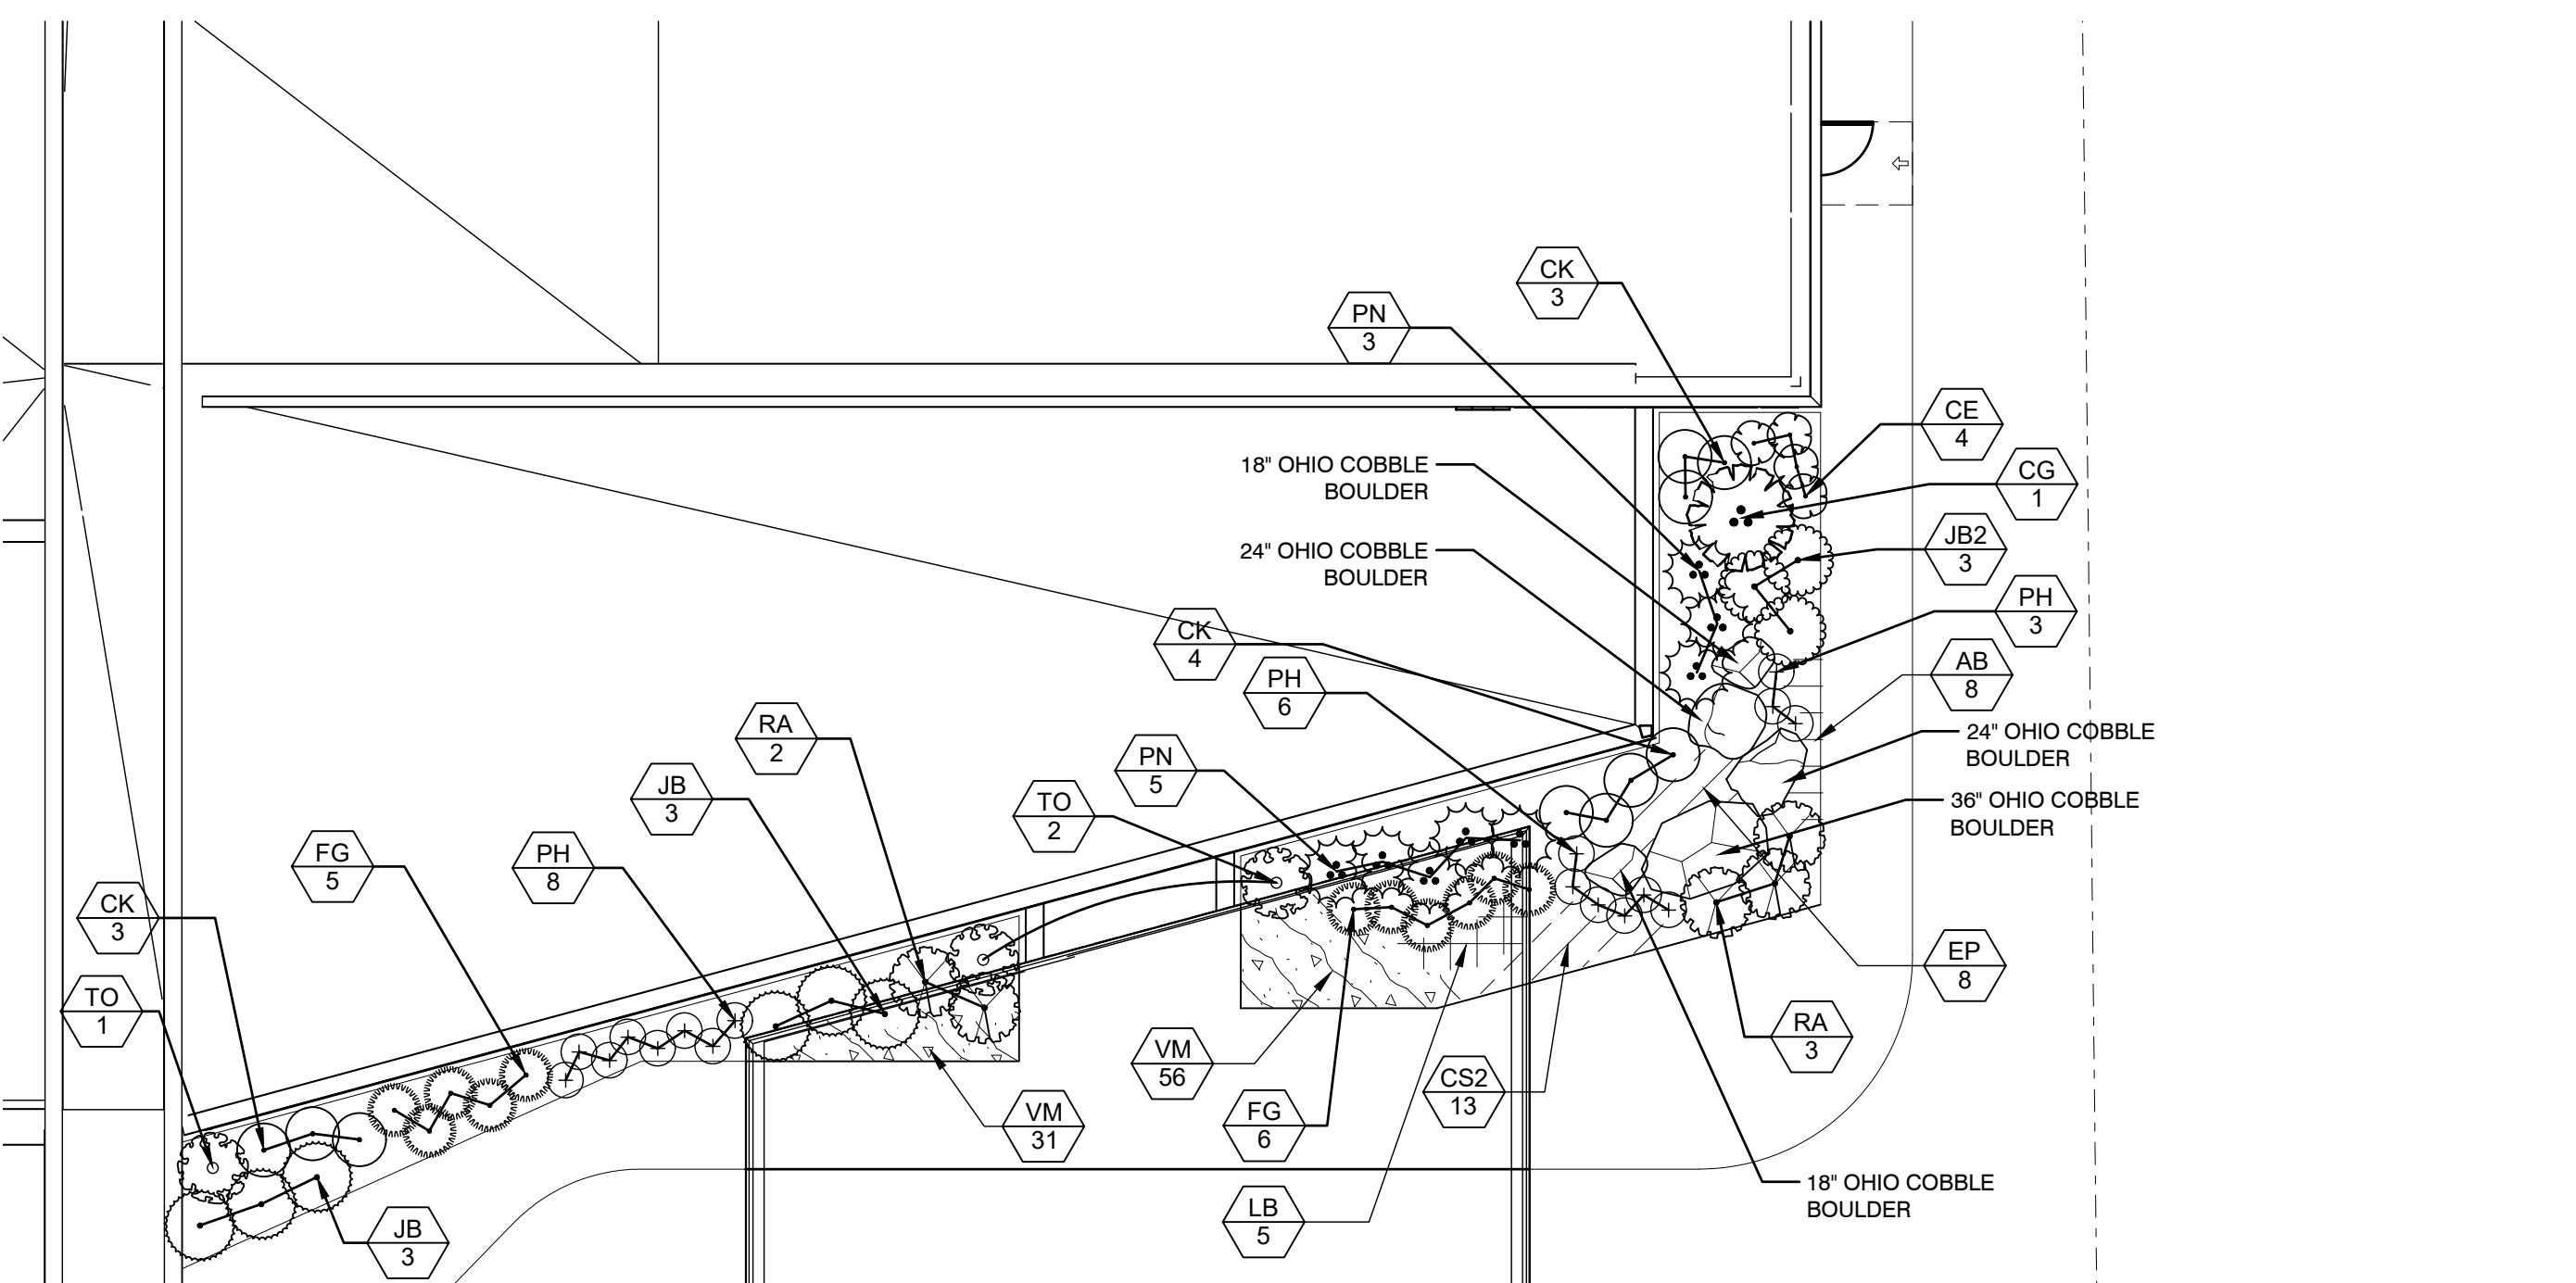 CK
3
PN
3
CE
4
18" OHIO COBBLE
BOULDER
CG
1
24" OHIO COBBLE
BOULDER
JB2
3
PH
3
CK
4
AB
8
PH
6
RA
2
24" OHIO COBBLE
BOULDER
PN
5
JB
3
TO
2
36" OHIO COBBLE
BOULDER
FG
5
PH
8
CK
3
EP
8
TO
1
RA
3
VM
56
CS2
13
VM
31
FG
6
18" OHIO COBBLE
BOULDER
LB
5
JB
3